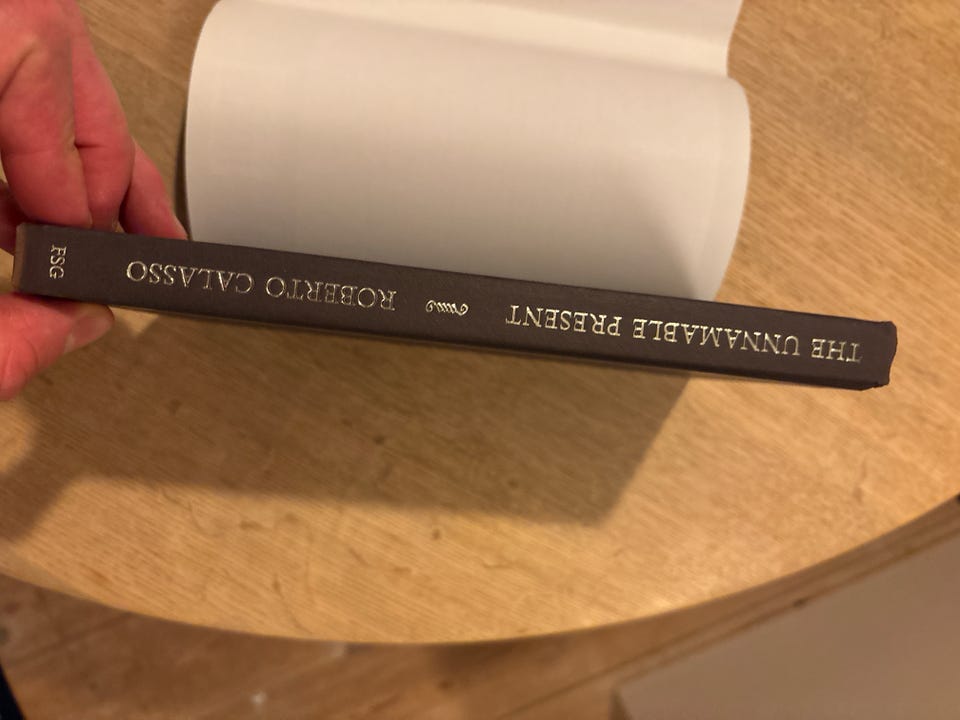 THE UNNAMABLE PRESENT ROBERTO CALASSO
FSG